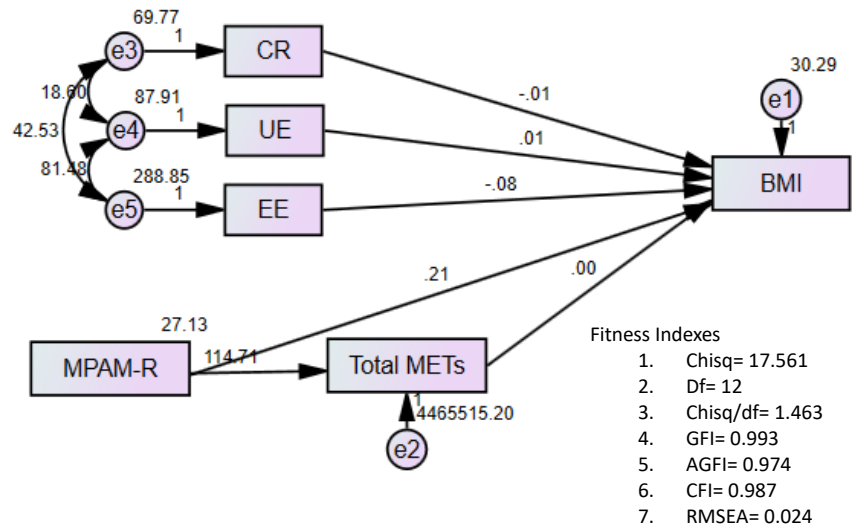 69.77
e3
1
CR
18.60
87.91
42.53
e4
1
UE
81.48
288.85
e5
1
EE
-.01
.01
-.08
30.29
e1
1
BMI
.21
.00
27.13
MPAM-R
114.71
Total METs
1
4465515.20
e2
Fitness Indexes
1. Chisq= 17.561
2. Df= 12
3. Chisq/df= 1.463
4. GFI= 0.993
5. AGFI= 0.974
6. CFI= 0.987
7. RMSEA= 0.024